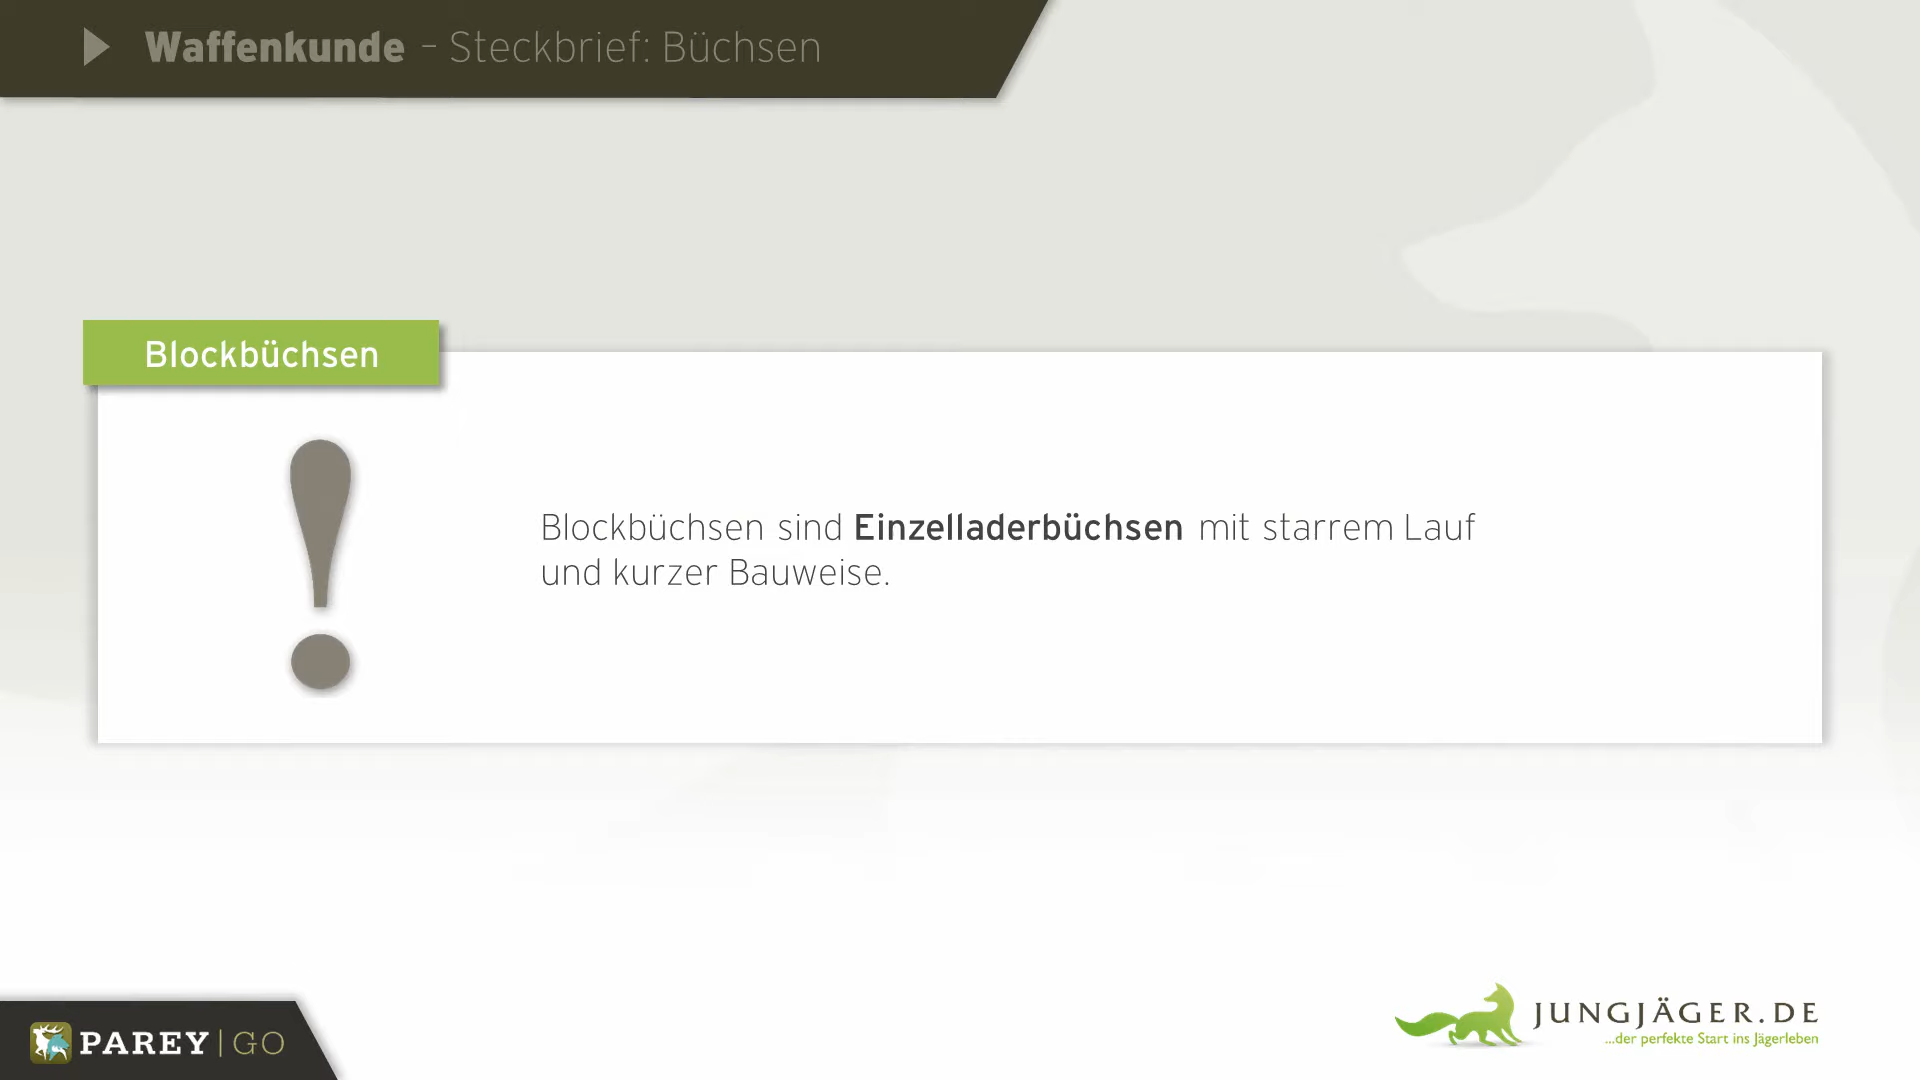 Waffenkunde – Steckbrief: Büchsen
Blockbüchsen
Blockbüchsen sind Einzelladerbüchsen mit starrem Lauf
und kurzer Bauweise.
PAREY|GO
JUNGJÄGER.DE
...der perfekte Start ins Jägerleben